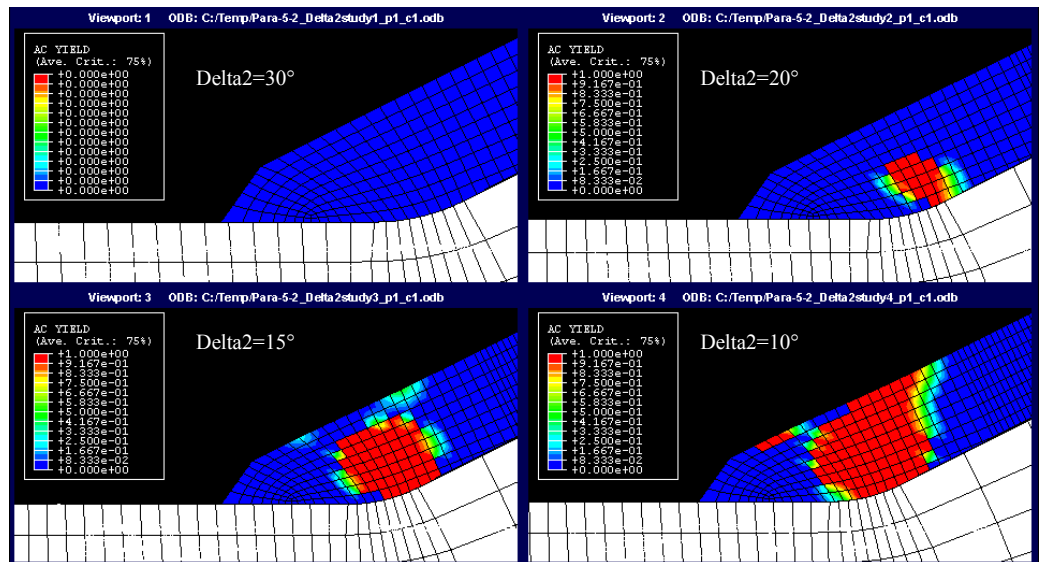 Viewport: 1 ODB: C:/Temp/Para-5-2_Delta2study1_p1_c1.odb
AC YIELD
(Ave. Crit.: 75%)
+0.000e+00
+0.000e+00
+0.000e+00
+0.000e+00
+0.000e+00
+0.000e+00
+0.000e+00
+0.000e+00
+0.000e+00
+0.000e+00
+0.000e+00
+0.000e+00
+0.000e+00
Delta2=30°
Viewport: 2 ODB: C:/Temp/Para-5-2_Delta2study2_p1_c1.odb
AC YIELD
(Ave. Crit.: 75%)
+1.000e+00
+9.167e-01
+8.333e-01
+7.500e-01
+6.667e-01
+5.833e-01
+5.000e-01
+4.167e-01
+3.333e-01
+2.500e-01
+1.667e-01
+8.333e-02
+0.000e+00
Delta2=20°
Viewport: 3 ODB: C:/Temp/Para-5-2_Delta2study3_p1_c1.odb
AC YIELD
(Ave. Crit.: 75%)
+1.000e+00
+9.167e-01
+8.333e-01
+7.500e-01
+6.667e-01
+5.833e-01
+5.000e-01
+4.167e-01
+3.333e-01
+2.500e-01
+1.667e-01
+8.333e-02
+0.000e+00
Delta2=15°
Viewport: 4 ODB: C:/Temp/Para-5-2_Delta2study4_p1_c1.odb
AC YIELD
(Ave. Crit.: 75%)
+1.000e+00
+9.167e-01
+8.333e-01
+7.500e-01
+6.667e-01
+5.833e-01
+5.000e-01
+4.167e-01
+3.333e-01
+2.500e-01
+1.667e-01
+8.333e-02
+0.000e+00
Delta2=10°